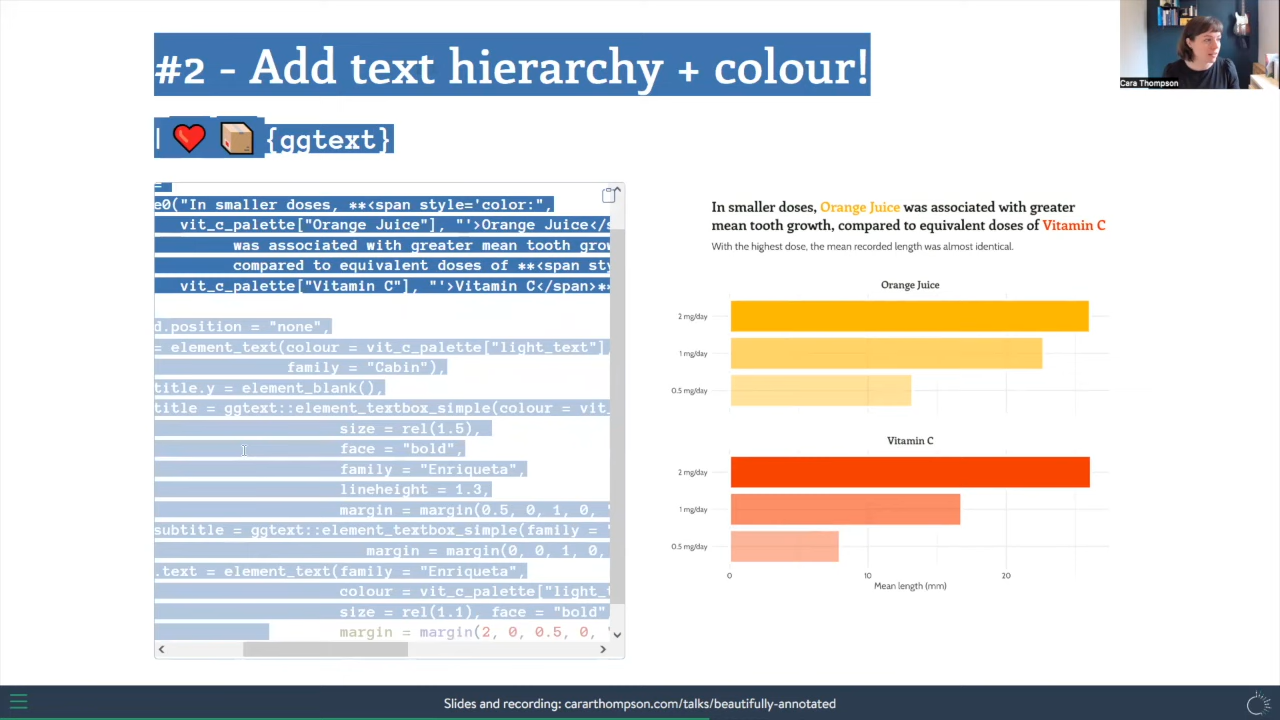 #2 - Add text hierarchy + colour!
I ❤️ 📦 {ggtext}
Cara Thompson
=
e0("In smaller doses, **<span style='color:",
vit_c_palette["Orange Juice"], "'>Orange Juice</s
was associated with greater mean tooth grow
compared to equivalent doses of **<span sty
vit_c_palette["Vitamin C"], "'>Vitamin C</span>**
d.position = "none",
= element_text(colour = vit_c_palette["light_text"]
family = "Cabin"),
title.y = element_blank(),
title = ggtext::element_textbox_simple(colour = vit_
size = rel(1.5),
face = "bold",
family = "Enriqueta",
lineheight = 1.3,
margin = margin(0.5, 0, 1, 0, "
subtitle = ggtext::element_textbox_simple(family = "
margin = margin(0, 0, 1, 0,
.text = element_text(family = "Enriqueta",
colour = vit_c_palette["light_t
size = rel(1.1), face = "bold"
margin = margin(2, 0, 0.5, 0, "
In smaller doses, Orange Juice was associated with greater
mean tooth growth, compared to equivalent doses of Vitamin C
With the highest dose, the mean recorded length was almost identical.
Orange Juice
2 mg/day
1 mg/day
0.5 mg/day
Vitamin C
2 mg/day
1 mg/day
0.5 mg/day
0 10 20
Mean length (mm)
Slides and recording: cararthompson.com/talks/beautifully-annotated